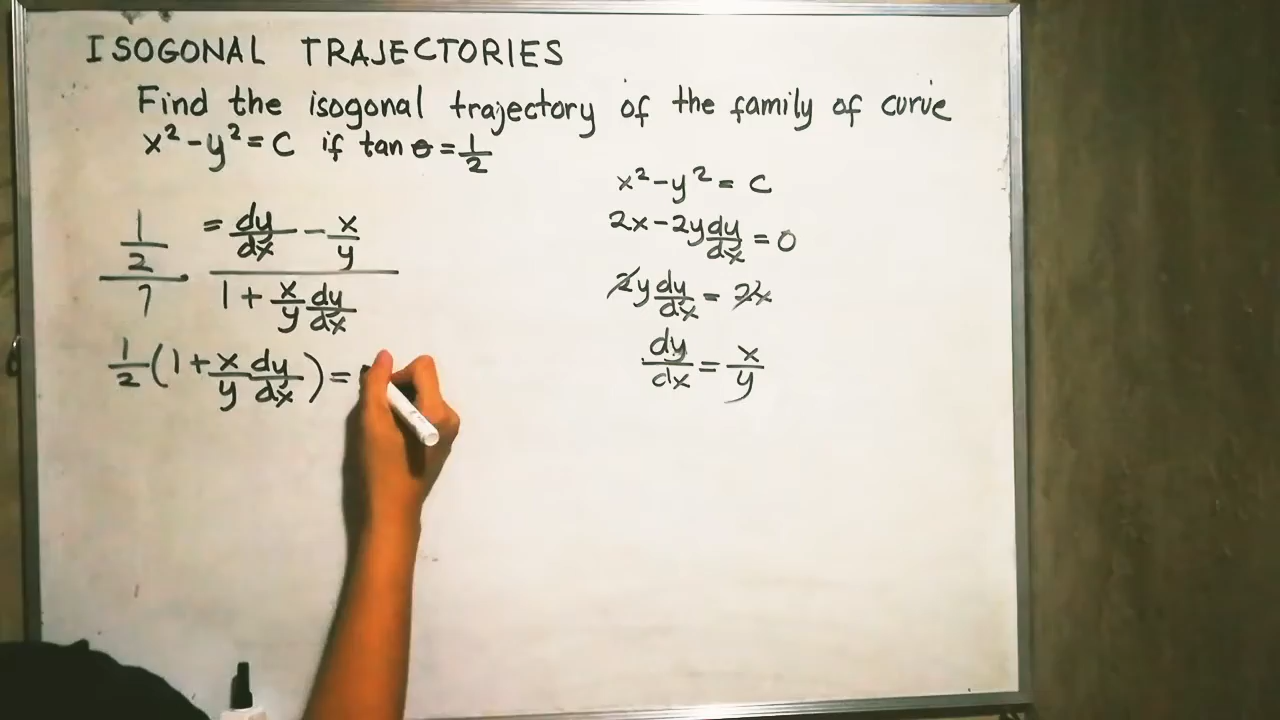 ISOGONAL TRAJECTORIES
Find the isogonal trajectory of the family of curve
x² - y² = C if tan θ = 1/2
(1/2)/1 = (dy/dx - x/y)/(1 + x/y dy/dx)
1/2 (1 + x/y dy/dx) =
x² - y² = C
2x - 2y dy/dx = 0
2y dy/dx = 2x
dy/dx = x/y